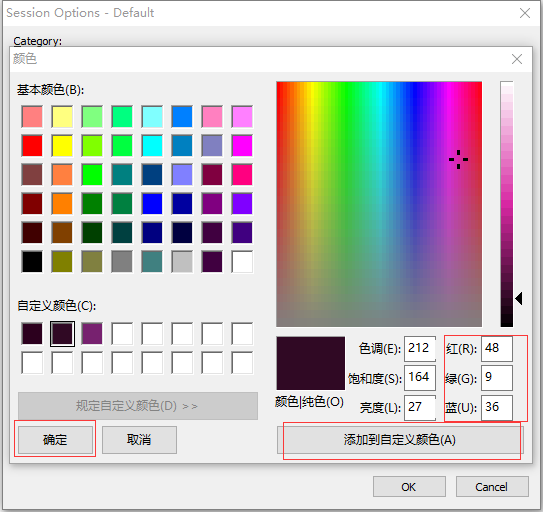 Session Options - Default
Category:
颜色
基本颜色(B):
自定义颜色(C):
规定自定义颜色(D) >>
确定
取消
颜色|纯色(O)
色调(E): 212
饱和度(S): 164
亮度(L): 27
红(R): 48
绿(G): 9
蓝(U): 36
添加到自定义颜色(A)
OK
Cancel